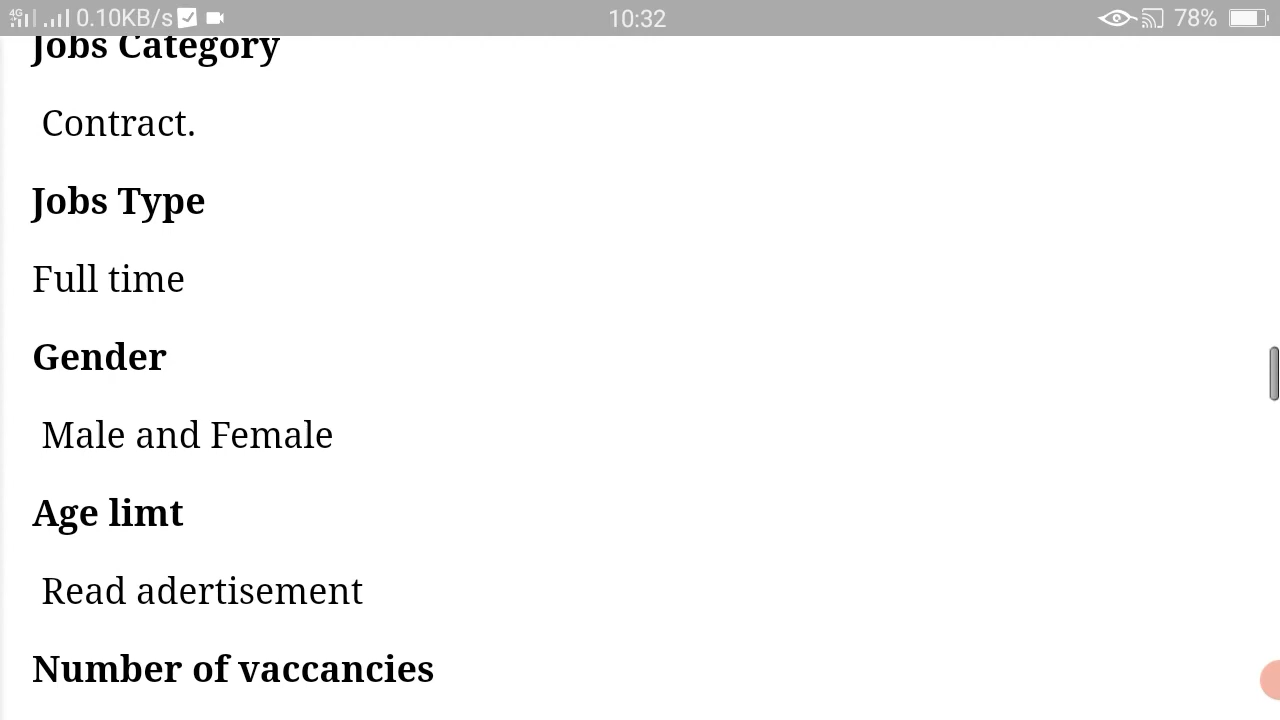 4G 0.10KB/s 10:32 78%
Jobs Category
Contract.
Jobs Type
Full time
Gender
Male and Female
Age limt
Read adertisement
Number of vaccancies